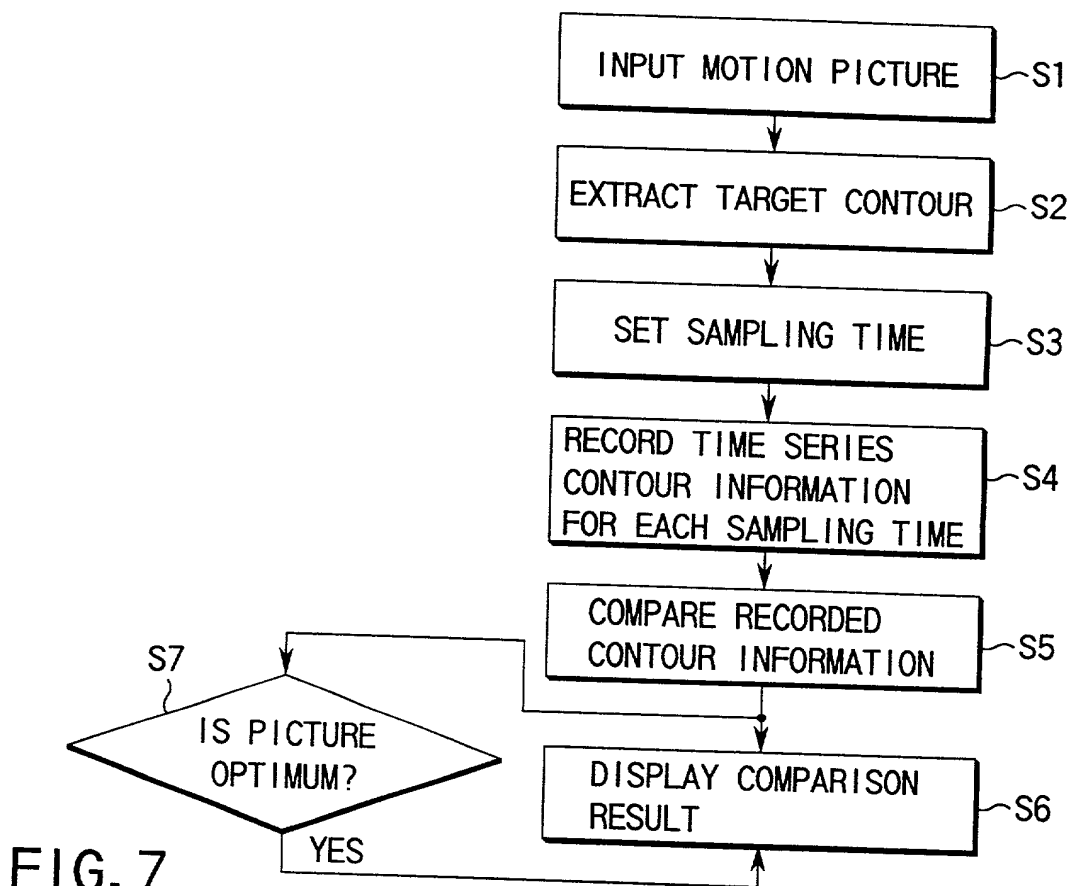 INPUT MOTION PICTURE
S1
EXTRACT TARGET CONTOUR
S2
SET SAMPLING TIME
S3
RECORD TIME SERIES
CONTOUR INFORMATION
FOR EACH SAMPLING TIME
S4
COMPARE RECORDED
CONTOUR INFORMATION
S5
S7
IS PICTURE
OPTIMUM?
DISPLAY COMPARISON
RESULT
S6
YES
FIG. 7